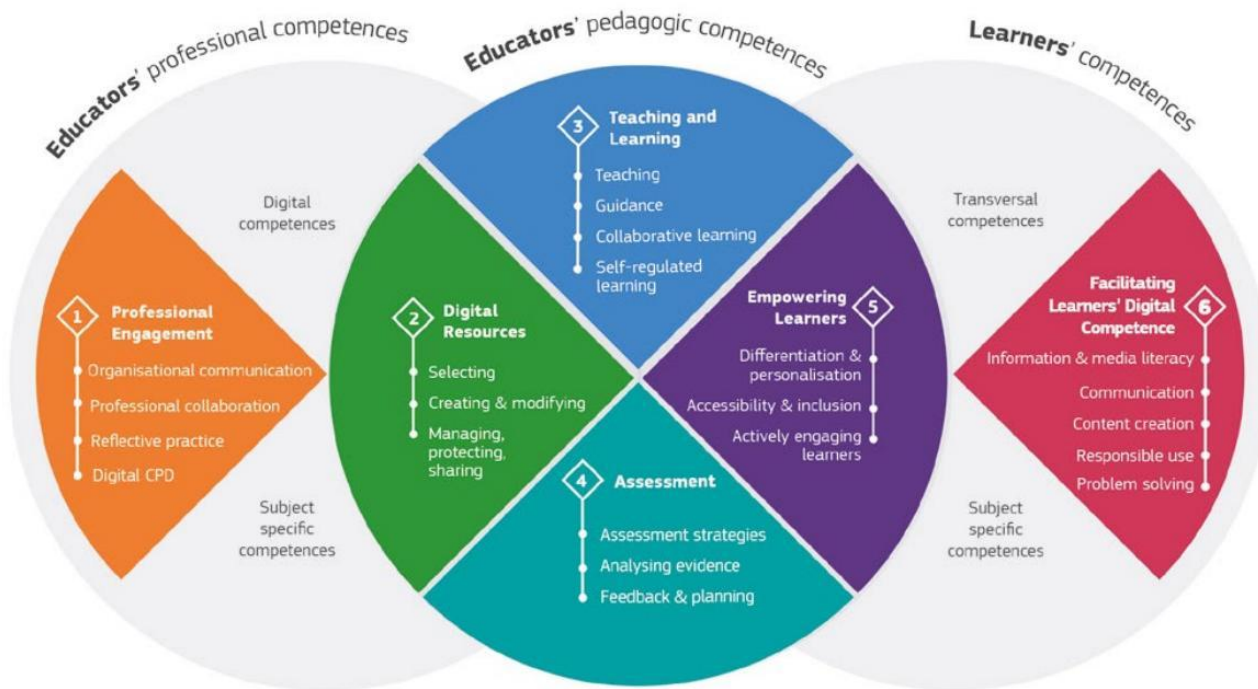 Educators' professional competences
Educators' pedagogic competences
Learners' competences
Digital
competences
Subject
specific
competences
1
Professional
Engagement
Organisational communication
Professional collaboration
Reflective practice
Digital CPD
2
Digital
Resources
Selecting
Creating & modifying
Managing,
protecting,
sharing
3
Teaching and
Learning
Teaching
Guidance
Collaborative learning
Self-regulated
learning
4
Assessment
Assessment strategies
Analysing evidence
Feedback & planning
Empowering
Learners
5
Differentiation &
personalisation
Accessibility & inclusion
Actively engaging
learners
Transversal
competences
Subject
specific
competences
Facilitating
Learners' Digital
Competence
6
Information & media literacy
Communication
Content creation
Responsible use
Problem solving